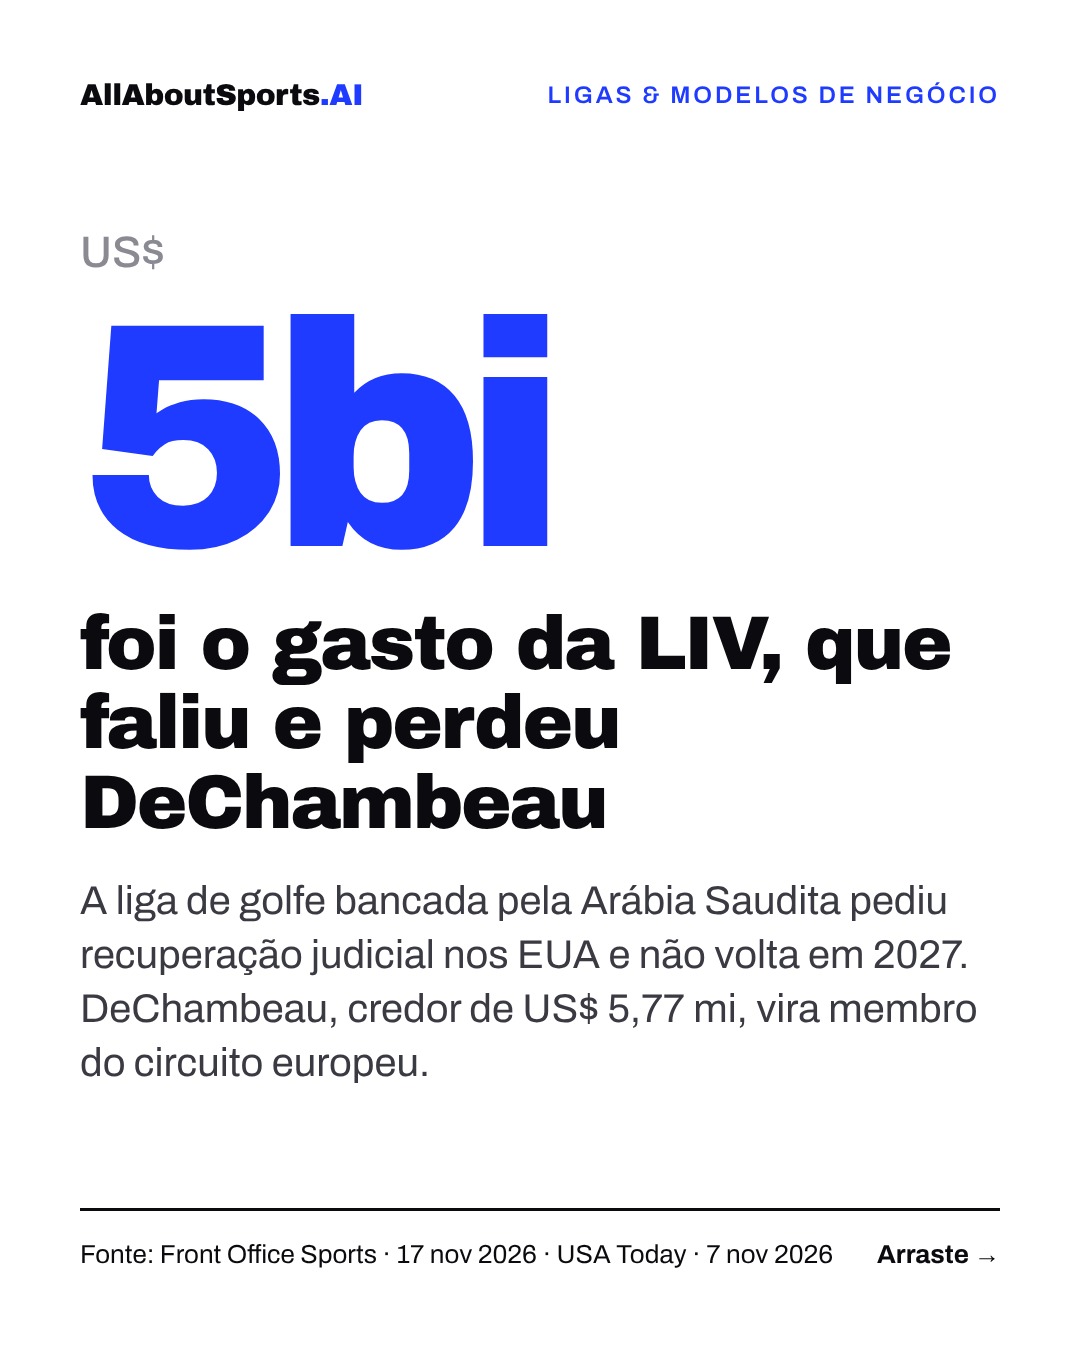 AllAboutSports.AI
LIGAS & MODELOS DE NEGÓCIO
US$
5bi
foi o gasto da LIV, que
faliu e perdeu
DeChambeau
A liga de golfe bancada pela Arábia Saudita pediu
recuperação judicial nos EUA e não volta em 2027.
DeChambeau, credor de US$ 5,77 mi, vira membro
do circuito europeu.
Fonte: Front Office Sports · 17 nov 2026 · USA Today · 7 nov 2026
Arraste →